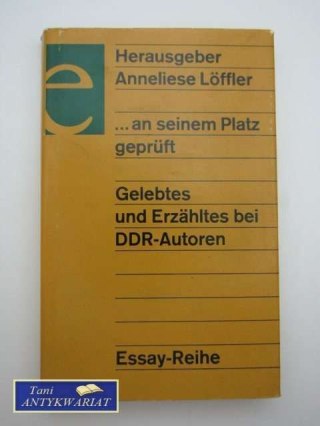 e
Herausgeber
Anneliese Löffler
...an seinem Platz
geprüft
Gelebtes
und Erzähltes bei
DDR-Autoren
Essay-Reihe
Tani
ANTYKWARIAT